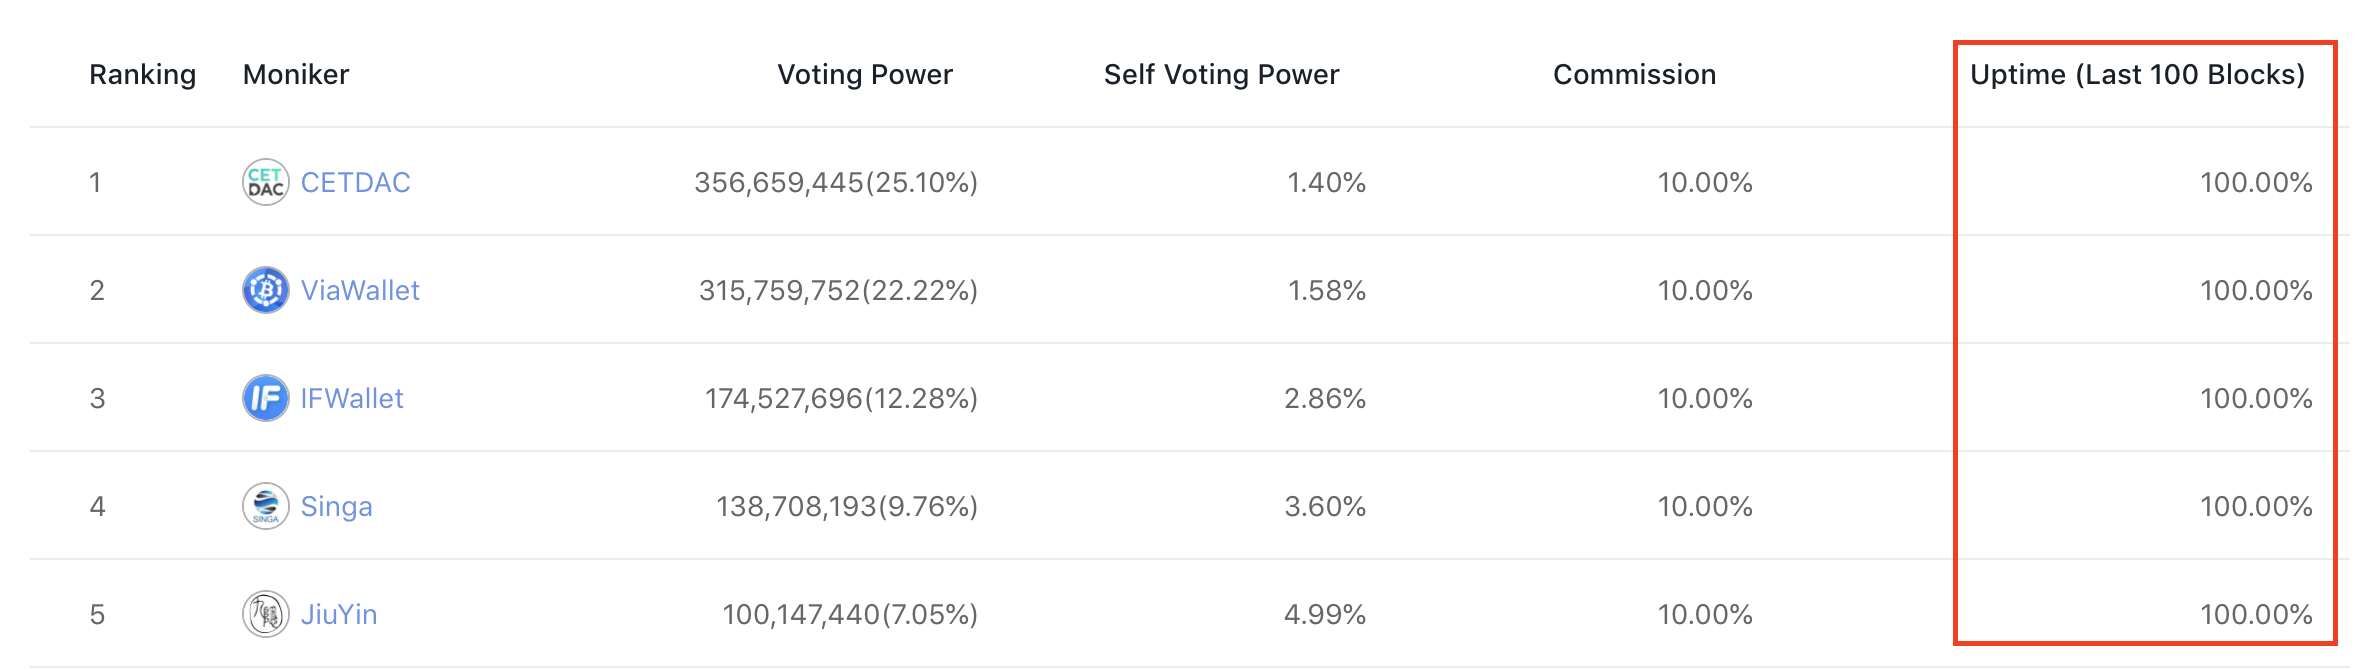 Ranking Moniker Voting Power Self Voting Power Commission Uptime (Last 100 Blocks)
1 CET DAC CETDAC 356,659,445(25.10%) 1.40% 10.00% 100.00%
2 ViaWallet 315,759,752(22.22%) 1.58% 10.00% 100.00%
3 IF IFWallet 174,527,696(12.28%) 2.86% 10.00% 100.00%
4 SINGA Singa 138,708,193(9.76%) 3.60% 10.00% 100.00%
5 JiuYin 100,147,440(7.05%) 4.99% 10.00% 100.00%